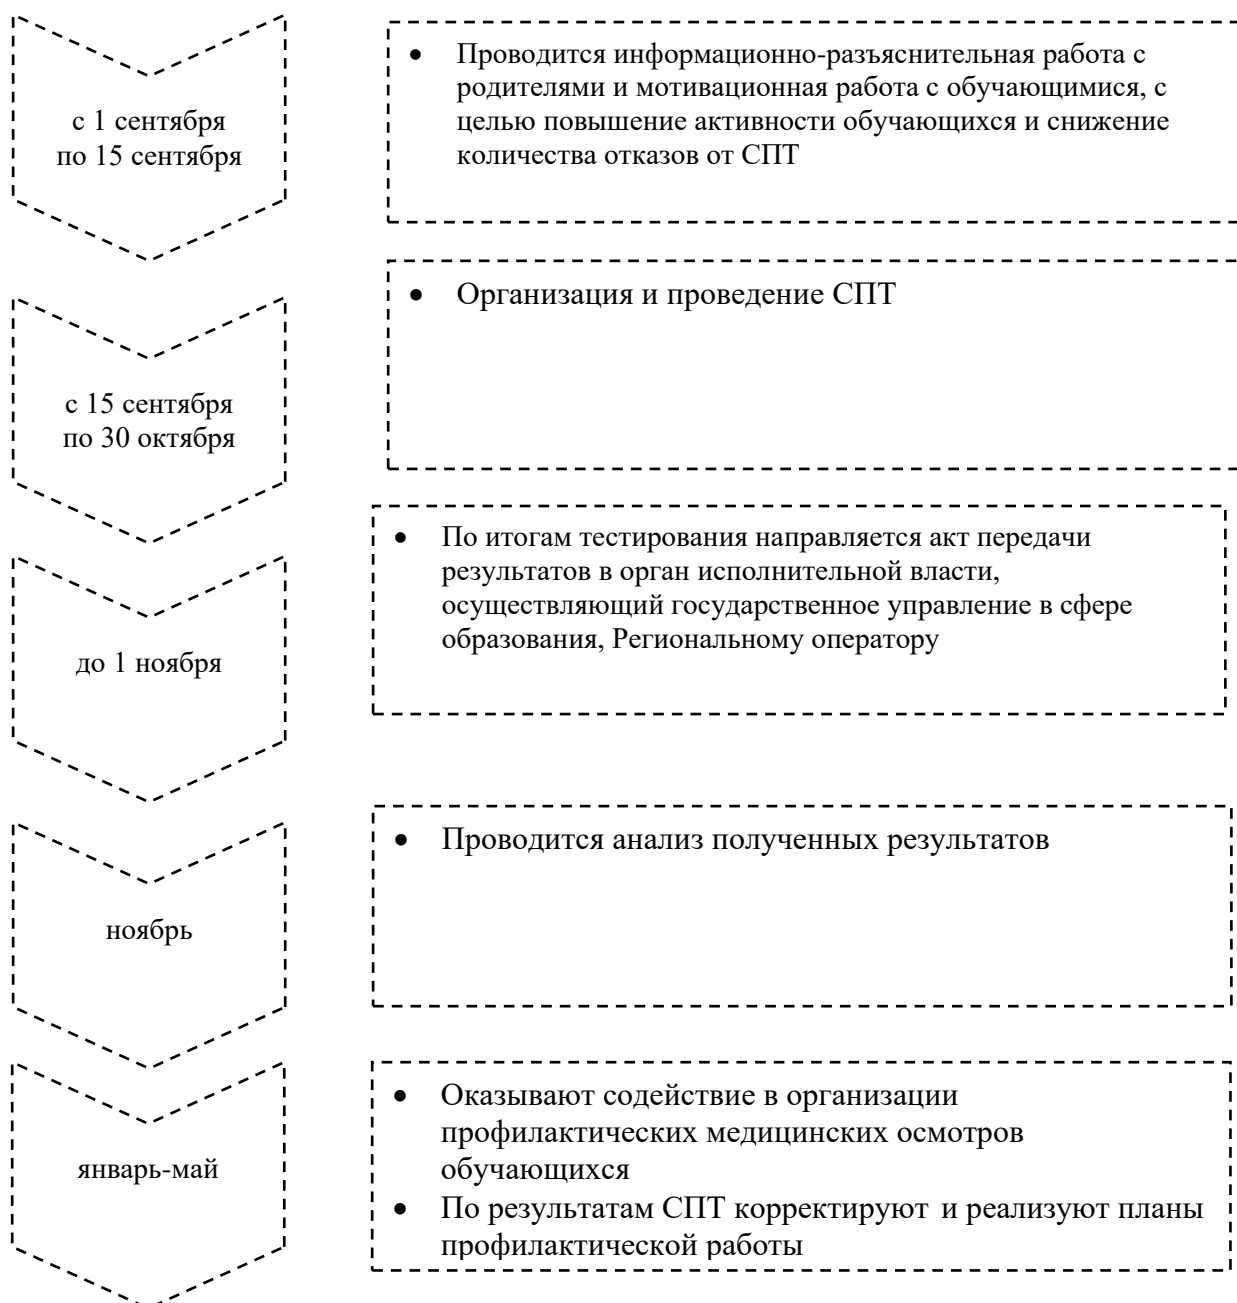 с 1 сентября
по 15 сентября
• Проводится информационно-разъяснительная работа с
родителями и мотивационная работа с обучающимися, с
целью повышение активности обучающихся и снижение
количества отказов от СПТ
с 15 сентября
по 30 октября
• Организация и проведение СПТ
до 1 ноября
• По итогам тестирования направляется акт передачи
результатов в орган исполнительной власти,
осуществляющий государственное управление в сфере
образования, Региональному оператору
ноябрь
• Проводится анализ полученных результатов
январь-май
• Оказывают содействие в организации
профилактических медицинских осмотров
обучающихся
• По результатам СПТ корректируют и реализуют планы
профилактической работы